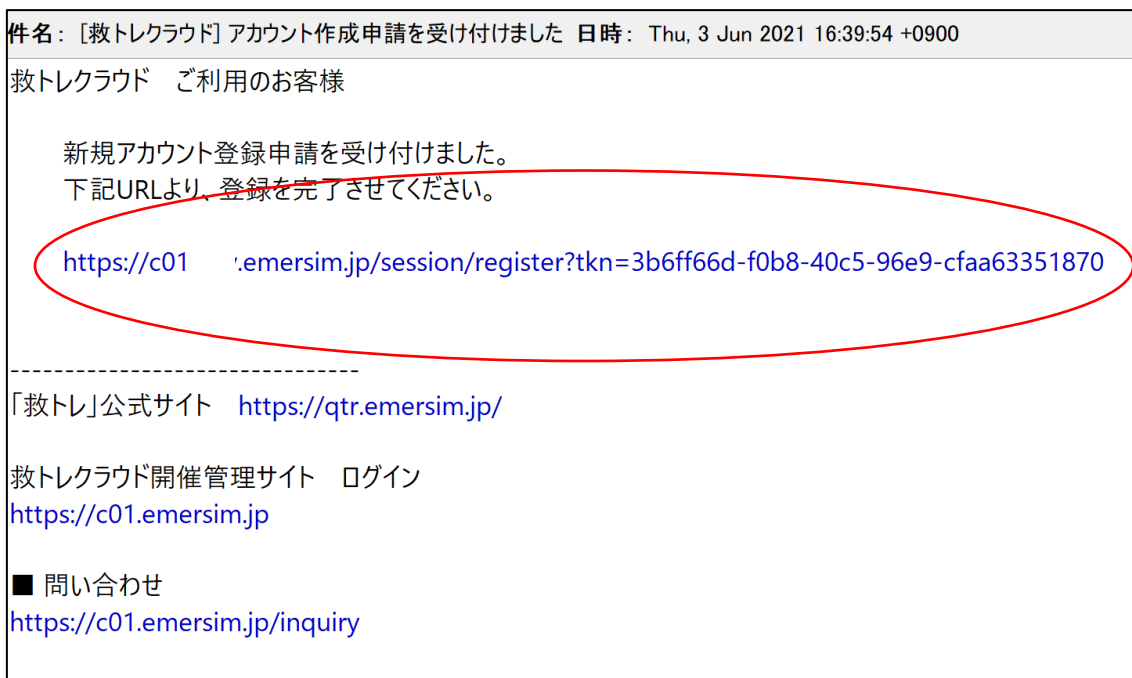 件名： [救トレクラウド] アカウント作成申請を受け付けました 日時： Thu, 3 Jun 2021 16:39:54 +0900
救トレクラウド　ご利用のお客様
新規アカウント登録申請を受け付けました。
下記URLより、登録を完了させてください。
https://c01 .emersim.jp/session/register?tkn=3b6ff66d-f0b8-40c5-96e9-cfaa63351870
--------------------------------
「救トレ」公式サイト　https://qtr.emersim.jp/
救トレクラウド開催管理サイト　ログイン
https://c01.emersim.jp
■ 問い合わせ
https://c01.emersim.jp/inquiry